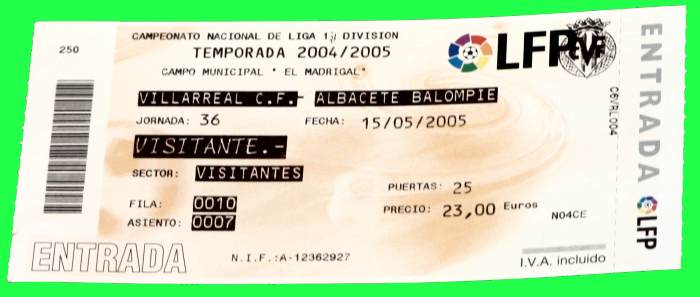 250
CAMPEONATO NACIONAL DE LIGA 1ª DIVISION
TEMPORADA 2004/2005
CAMPO MUNICIPAL " EL MADRIGAL"
LFP
VILLARREAL C.F.- ALBACETE BALOMPIE
JORNADA: 36 FECHA: 15/05/2005
VISITANTE.-
SECTOR: VISITANTES
PUERTAS: 25
FILA: 0010
PRECIO: 23,00 Euros N04CE
ASIENTO: 0007
ENTRADA
N.I.F.:A-12362927
I.V.A. incluido
C6VRL004
ENTRADA
LFP